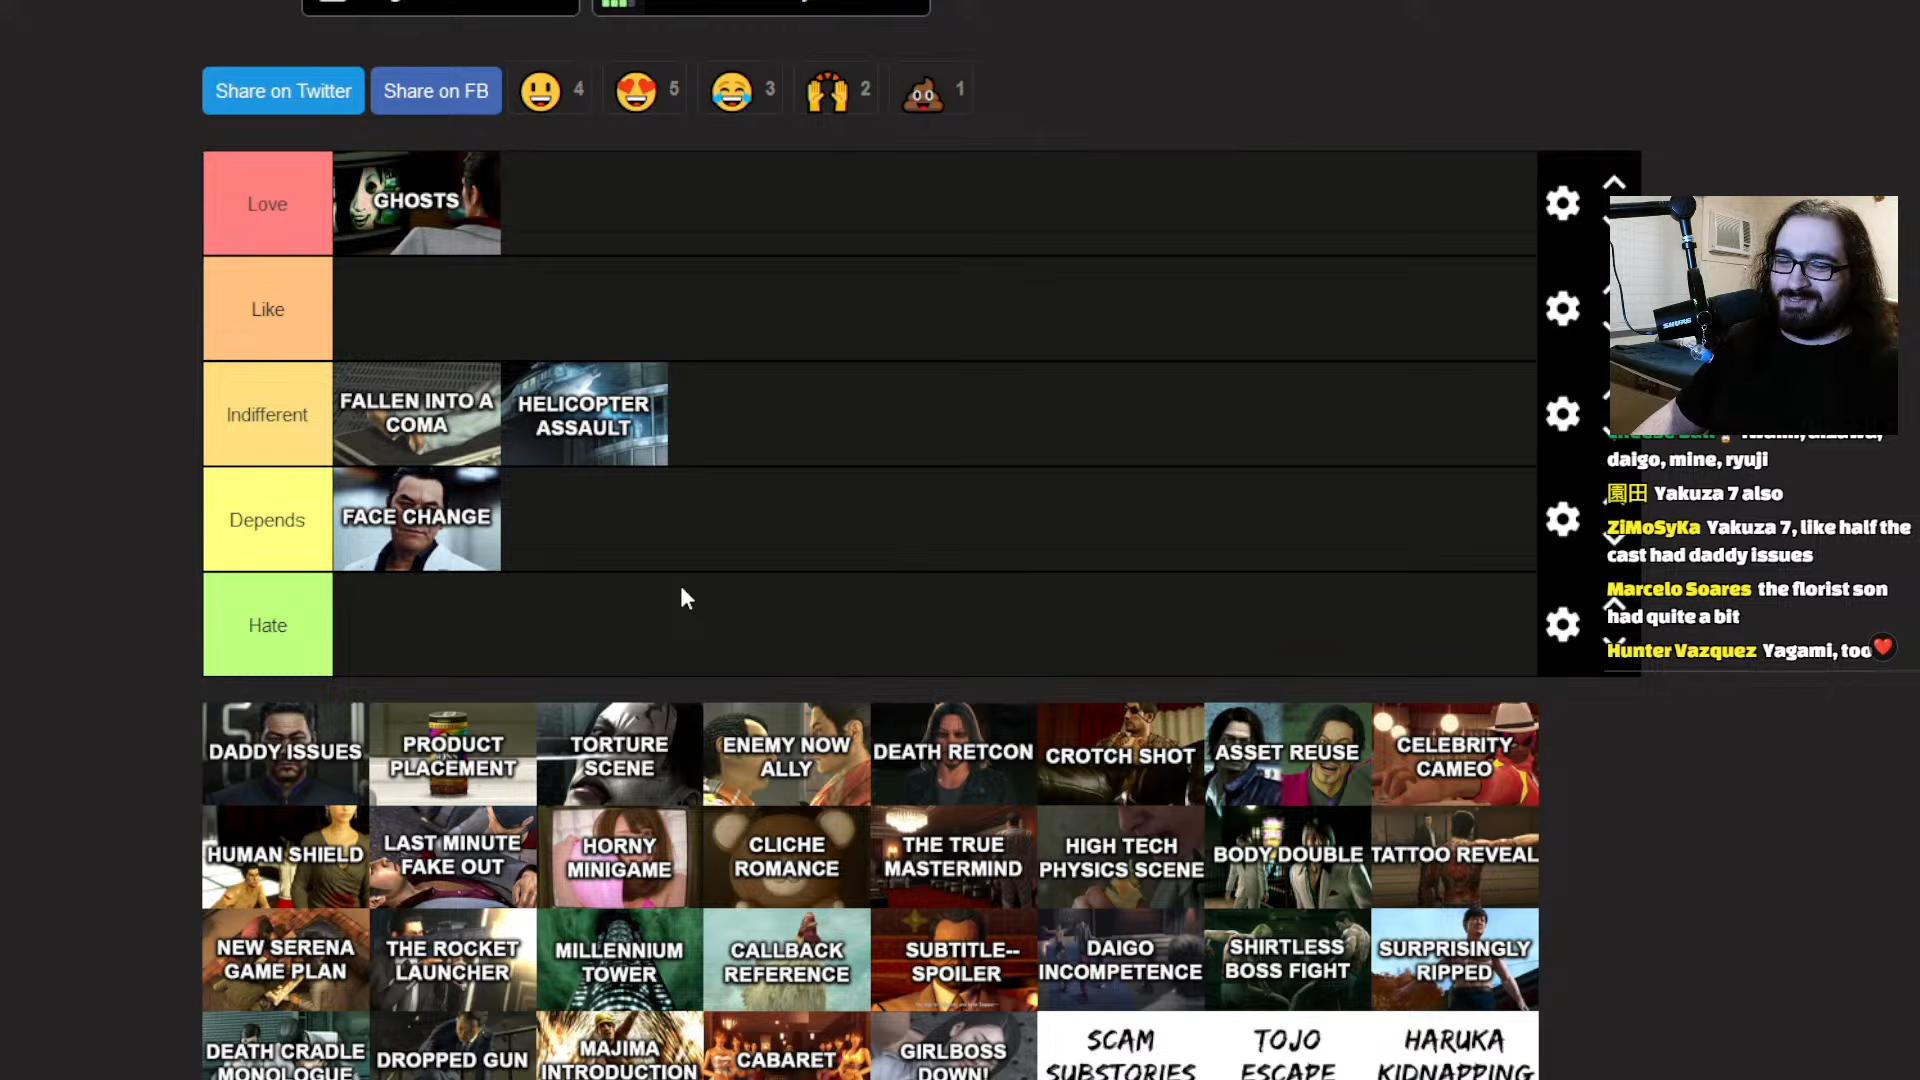 Share on Twitter
Share on FB
4
5
3
2
1
Love
GHOSTS
Like
Indifferent
FALLEN INTO A
COMA
HELICOPTER
ASSAULT
Depends
FACE CHANGE
Hate
SHURE
daigo, mine, ryuji
園田 Yakuza 7 also
ZiMoSyKa Yakuza 7, like half the
cast had daddy issues
Marcelo Soares the florist son
had quite a bit
Hunter Vazquez Yagami, too
DADDY ISSUES
PRODUCT
PLACEMENT
TORTURE
SCENE
ENEMY NOW
ALLY
DEATH RETCON
CROTCH SHOT
ASSET REUSE
CELEBRITY
CAMEO
HUMAN SHIELD
LAST MINUTE
FAKE OUT
HORNY
MINIGAME
CLICHE
ROMANCE
THE TRUE
MASTERMIND
HIGH TECH
PHYSICS SCENE
BODY DOUBLE
TATTOO REVEAL
NEW SERENA
GAME PLAN
THE ROCKET
LAUNCHER
MILLENNIUM
TOWER
CALLBACK
REFERENCE
SUBTITLE--
SPOILER
DAIGO
INCOMPETENCE
SHIRTLESS
BOSS FIGHT
SURPRISINGLY
RIPPED
DEATH CRADLE
MONOLOGUE
DROPPED GUN
MAJIMA
INTRODUCTION
CABARET
GIRLBOSS
DOWN!
SCAM
SUBSTORIES
TOJO
ESCAPE
HARUKA
KIDNAPPING